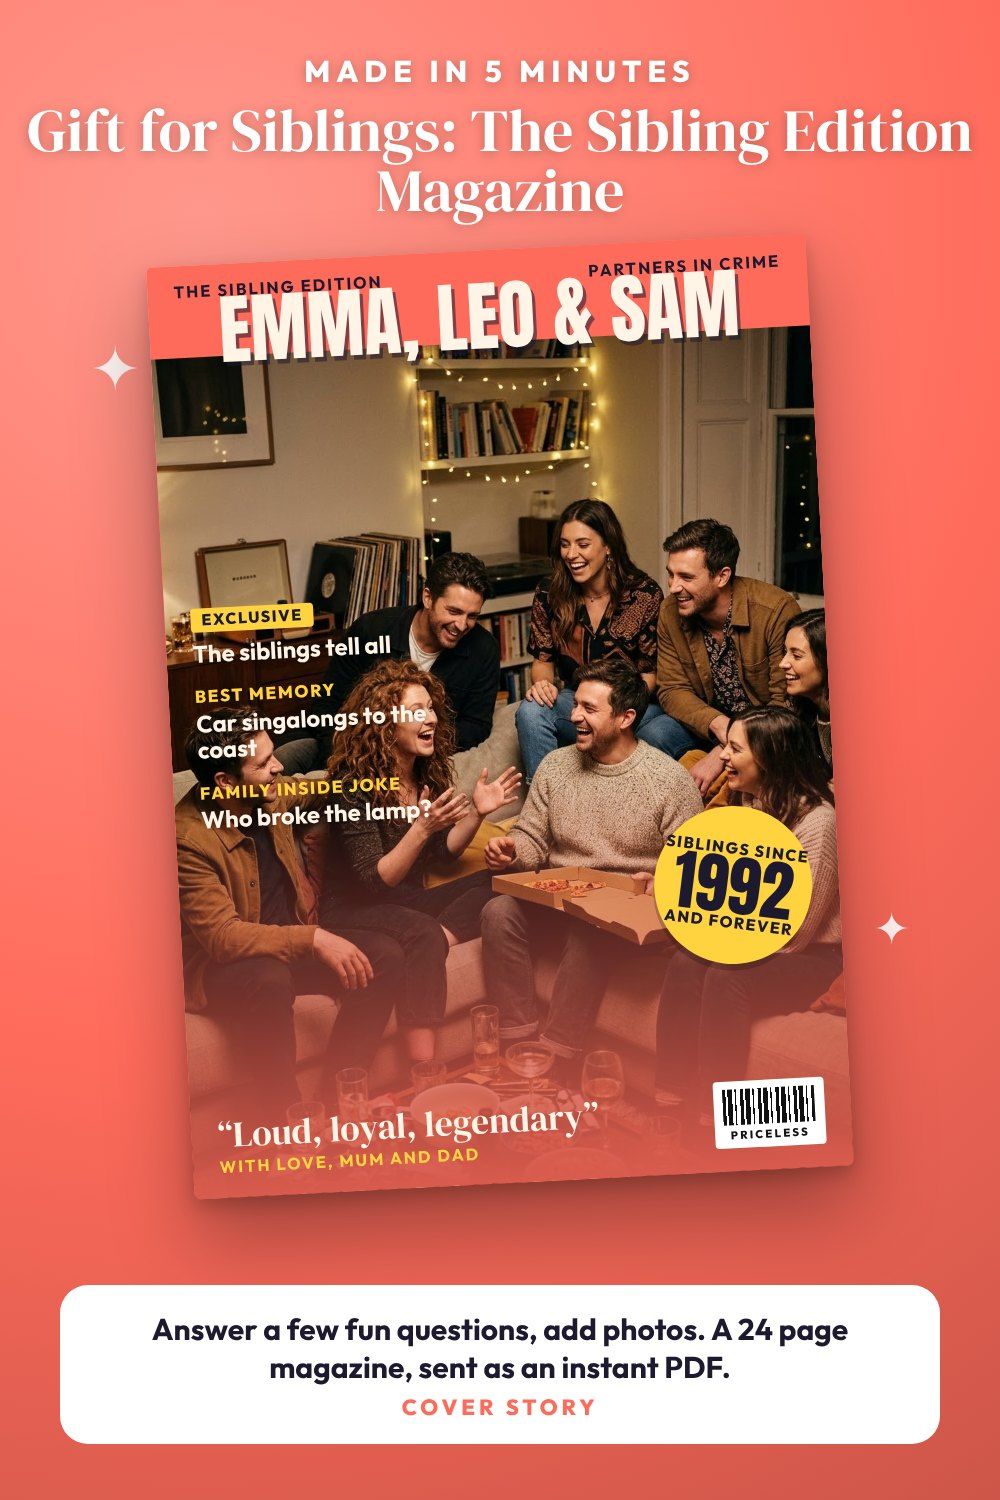 MADE IN 5 MINUTES
Gift for Siblings: The Sibling Edition
Magazine
THE SIBLING EDITION
PARTNERS IN CRIME
EMMA, LEO & SAM
EXCLUSIVE
The siblings tell all
BEST MEMORY
Car singalongs to the
coast
FAMILY INSIDE JOKE
Who broke the lamp?
SIBLINGS SINCE
1992
AND FOREVER
“Loud, loyal, legendary”
WITH LOVE, MUM AND DAD
PRICELESS
Answer a few fun questions, add photos. A 24 page
magazine, sent as an instant PDF.
COVER STORY